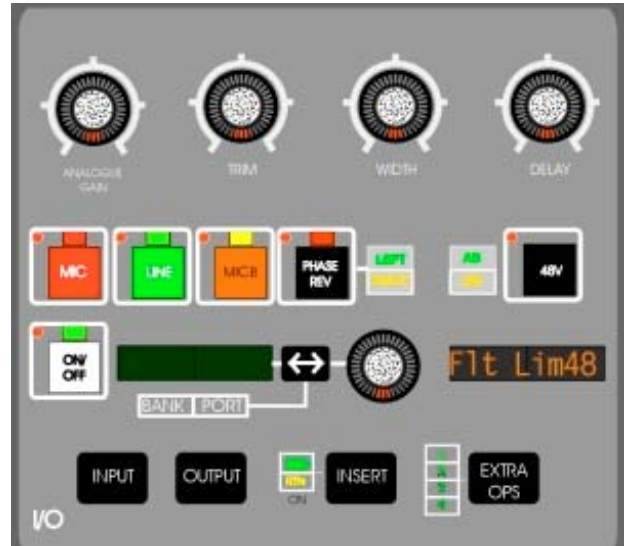 ANALOGUE
GAIN
TRIM
WIDTH
DELAY
MIC
LINE
MIC B
PHASE
REV
LEFT
AB
48V
ON/
OFF
Flt Lim48
BANK
PORT
INPUT
OUTPUT
ON
INSERT
EXTRA
OPS
I/O